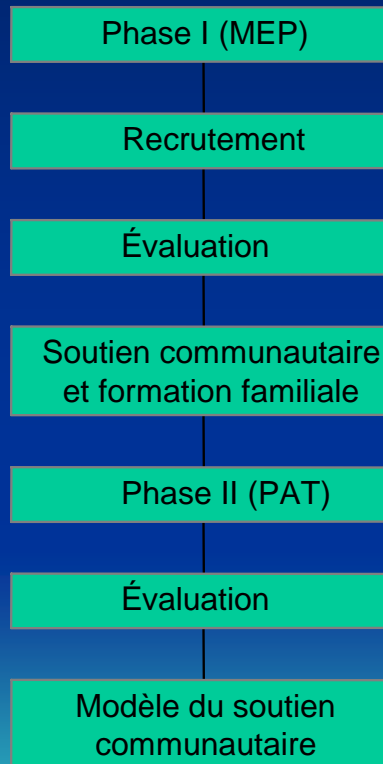 Phase I (MEP)
Recrutement
Évaluation
Soutien communautaire
et formation familiale
Phase II (PAT)
Évaluation
Modèle du soutien
communautaire